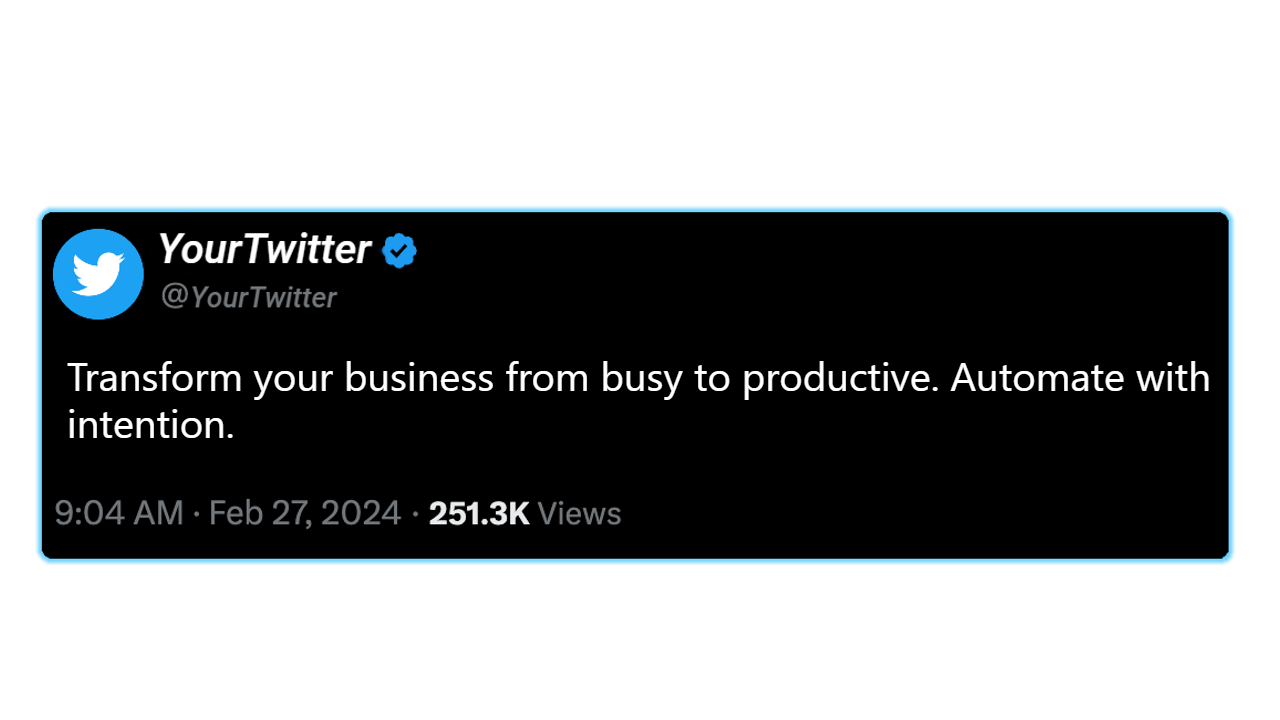 YourTwitter
@YourTwitter
Transform your business from busy to productive. Automate with
intention.
9:04 AM · Feb 27, 2024 · 251.3K Views